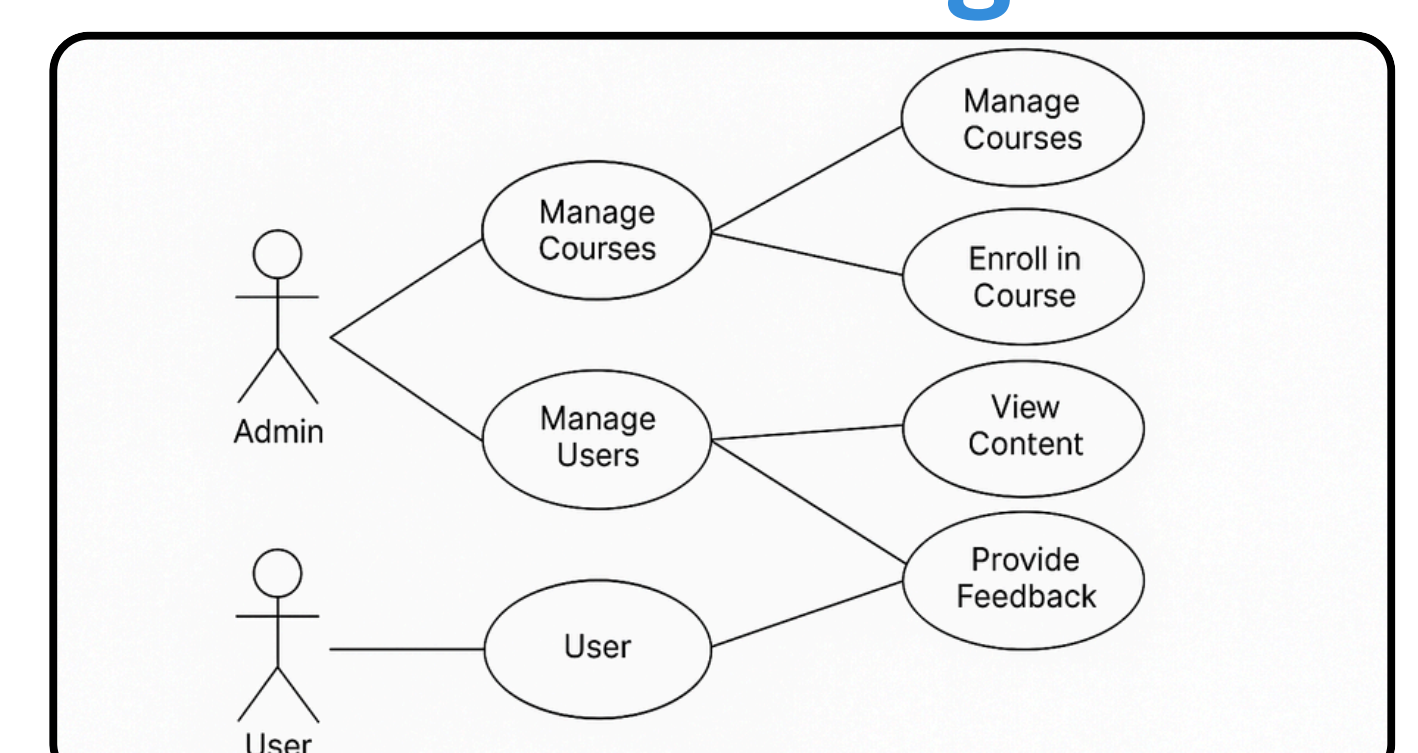 g
Manage
Courses
Manage
Courses
Enroll in
Course
Admin
Manage
Users
View
Content
Provide
Feedback
User
User